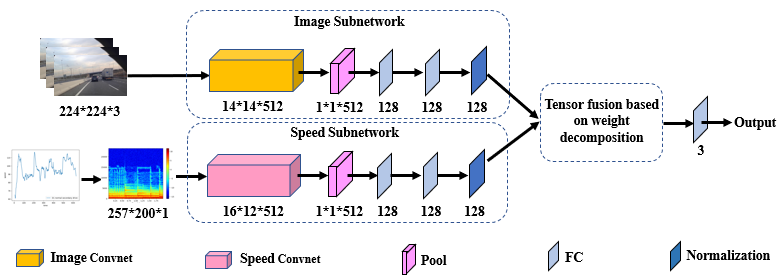 Image Subnetwork
224*224*3
14*14*512
1*1*512
128
128
128
Speed Subnetwork
257*200*1
16*12*512
1*1*512
128
128
128
Tensor fusion based
on weight
decomposition
3
Output
Image Convnet
Speed Convnet
Pool
FC
Normalization